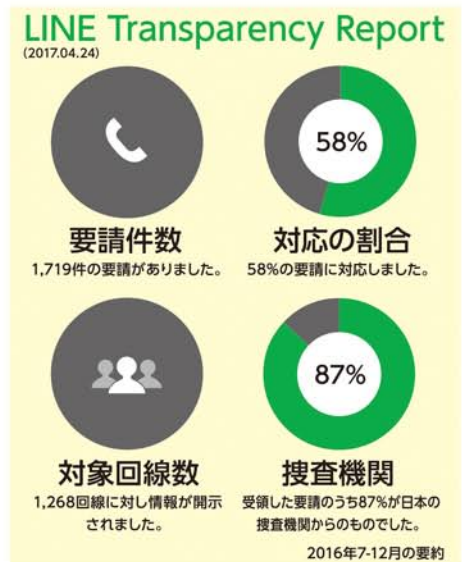 LINE Transparency Report
(2017.04.24)
58%
要請件数
1,719件の要請がありました。
対応の割合
58%の要請に対応しました。
87%
対象回線数
1,268回線に対し情報が開示
されました。
捜査機関
受領した要請のうち87%が日本の
捜査機関からのものでした。
2016年7-12月の要約